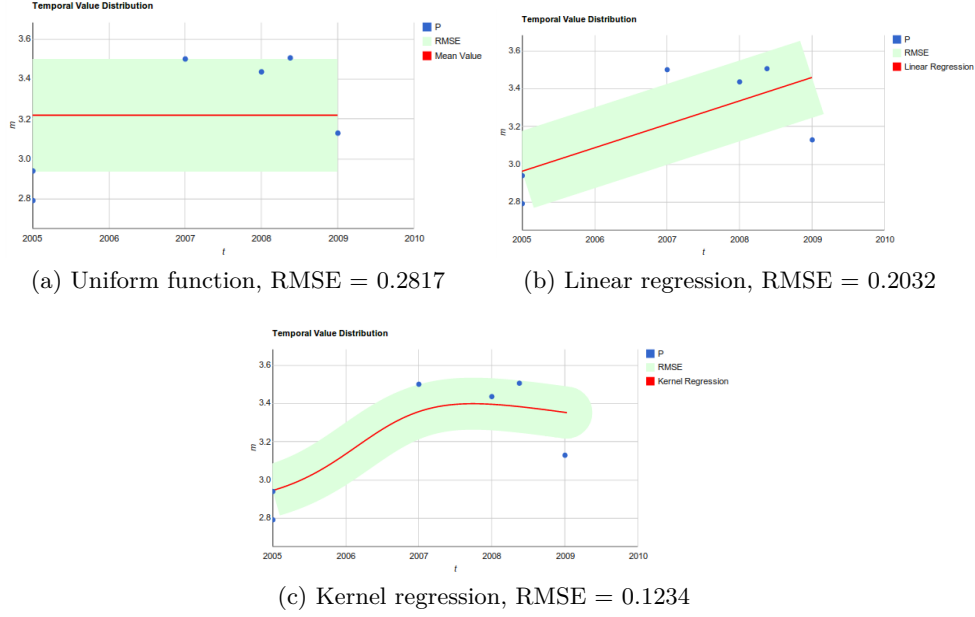 Temporal Value Distribution
P
RMSE
Mean Value
3.6
3.4
3.2
3.0
2.8
m
2005 2006 2007 2008 2009 2010
t
(a) Uniform function, RMSE = 0.2817
Temporal Value Distribution
P
RMSE
Linear Regression
3.6
3.4
3.2
3.0
2.8
m
2005 2006 2007 2008 2009 2010
t
(b) Linear regression, RMSE = 0.2032
Temporal Value Distribution
P
RMSE
Kernel Regression
3.6
3.4
3.2
3.0
2.8
m
2005 2006 2007 2008 2009 2010
t
(c) Kernel regression, RMSE = 0.1234